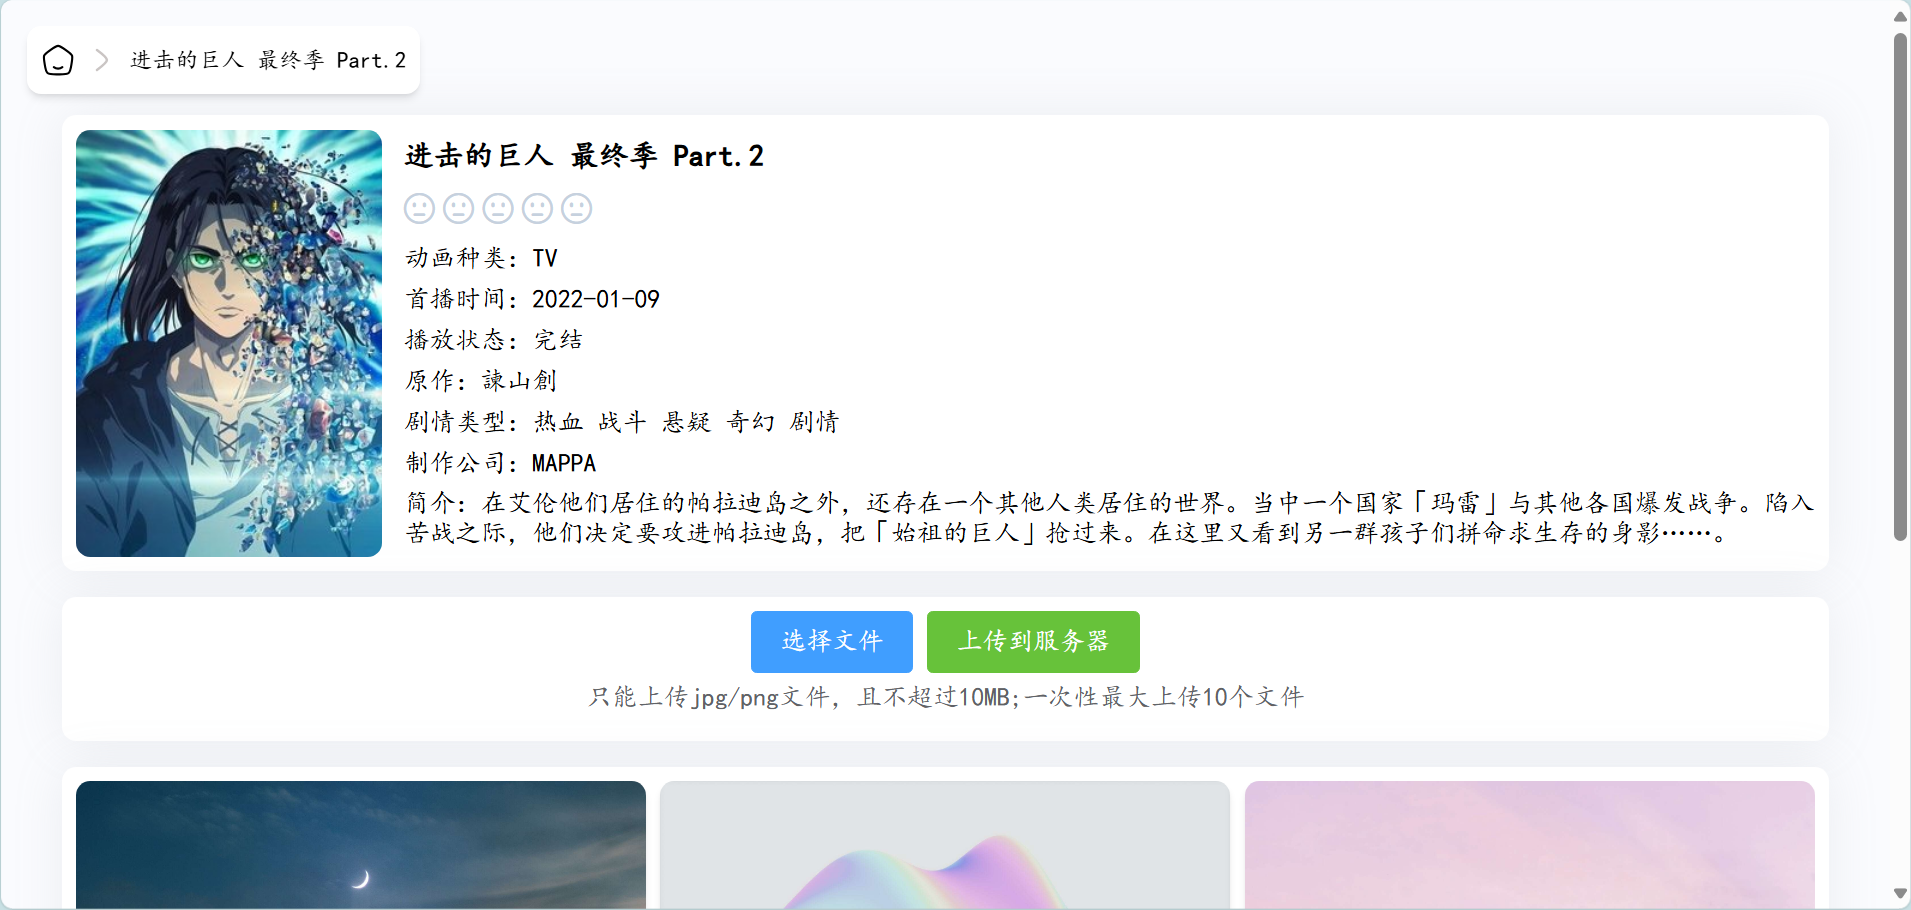 进击的巨人 最终季 Part.2
进击的巨人 最终季 Part.2
动画种类：TV
首播时间：2022-01-09
播放状态：完结
原作：諫山創
剧情类型：热血 战斗 悬疑 奇幻 剧情
制作公司：MAPPA
简介：在艾伦他们居住的帕拉迪岛之外，还存在一个其他人类居住的世界。当中一个国家「玛雷」与其他各国爆发战争。陷入
苦战之际，他们决定要攻进帕拉迪岛，把「始祖的巨人」抢过来。在这里又看到另一群孩子们拼命求生存的身影……。
选择文件 上传到服务器
只能上传jpg/png文件，且不超过10MB;一次性最大上传10个文件